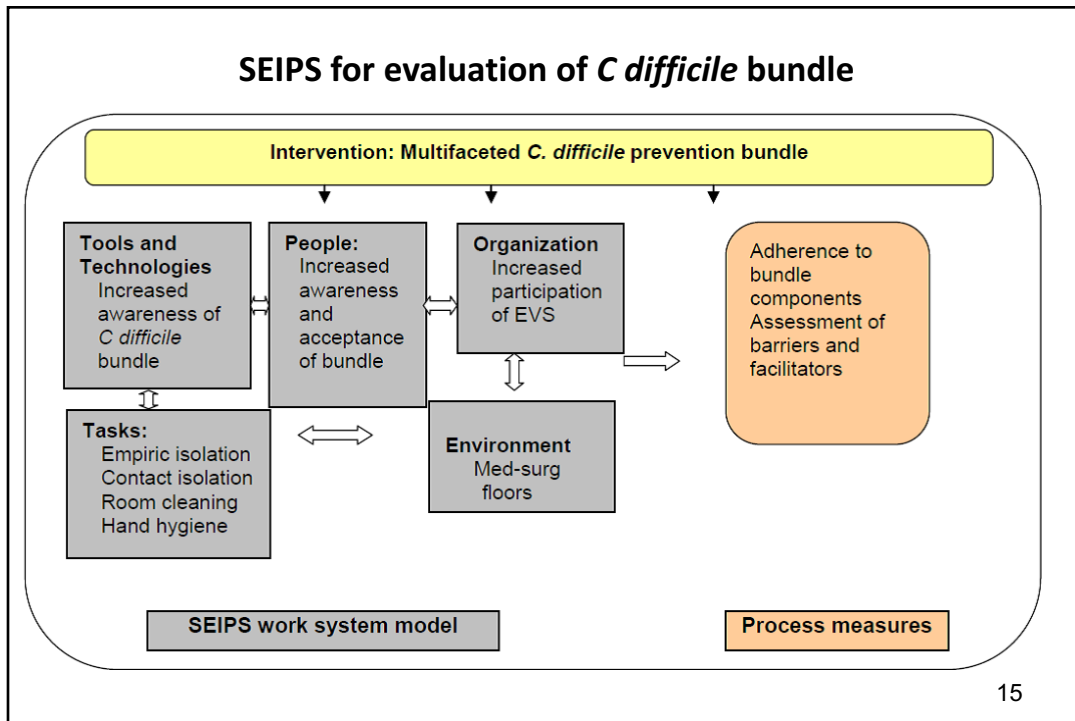 SEIPS for evaluation of C difficile bundle
Intervention: Multifaceted C. difficile prevention bundle
Tools and
Technologies
Increased
awareness of
C difficile
bundle
People:
Increased
awareness
and
acceptance
of bundle
Organization
Increased
participation
of EVS
Adherence to
bundle
components
Assessment of
barriers and
facilitators
Tasks:
Empiric isolation
Contact isolation
Room cleaning
Hand hygiene
Environment
Med-surg
floors
SEIPS work system model
Process measures
15